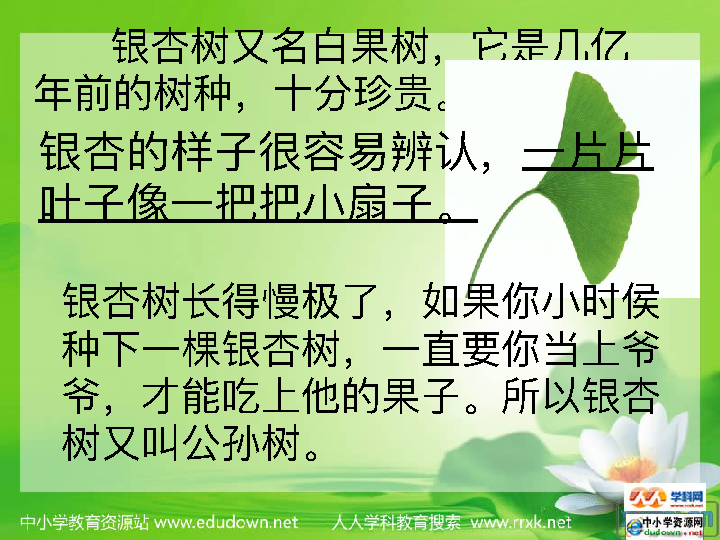 银杏树又名白果树，它是几亿
年前的树种，十分珍贵。
银杏的样子很容易辨认，一片片
叶子像一把把小扇子。
银杏树长得慢极了，如果你小时侯
种下一棵银杏树，一直要你当上爷
爷，才能吃上他的果子。所以银杏
树又叫公孙树。
中小学教育资源站 www.edudown.net 人人学科教育搜索 www.rrxk.net
学科网
www.rrxk.net
中小学资源网
edudown.net